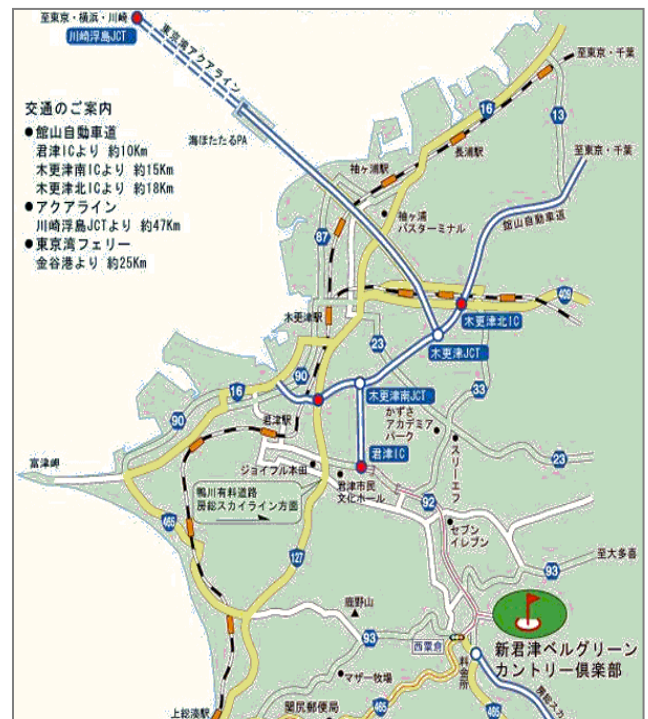 至東京・横浜・川崎
川崎浮島JCT
東京湾アクアライン
至東京・千葉
16
13
交通のご案内
●館山自動車道
君津ICより 約10Km
木更津南ICより 約15Km
木更津北ICより 約18Km
●アクアライン
川崎浮島JCTより 約47Km
●東京湾フェリー
金谷港より 約25Km
海ほたるPA
長浦駅
至東京・千葉
袖ヶ浦駅
袖ヶ浦
バスターミナル
館山自動車道
87
409
木更津駅
木更津北IC
23
木更津JCT
90
16
木更津南JCT
33
90
君津駅
かずさ
アカデミア
パーク
富津岬
ジョイフル本田
君津IC
スリーエフ
23
君津市民
文化ホール
鴨川有料道路
房総スカイライン方面
92
465
127
セブン
イレブン
至大多喜
93
鹿野山
93
西粟倉
新君津ベルグリーン
カントリー倶楽部
料金所
マザー牧場
房総スカ
上総湊駅
関尻郵便局
465
465